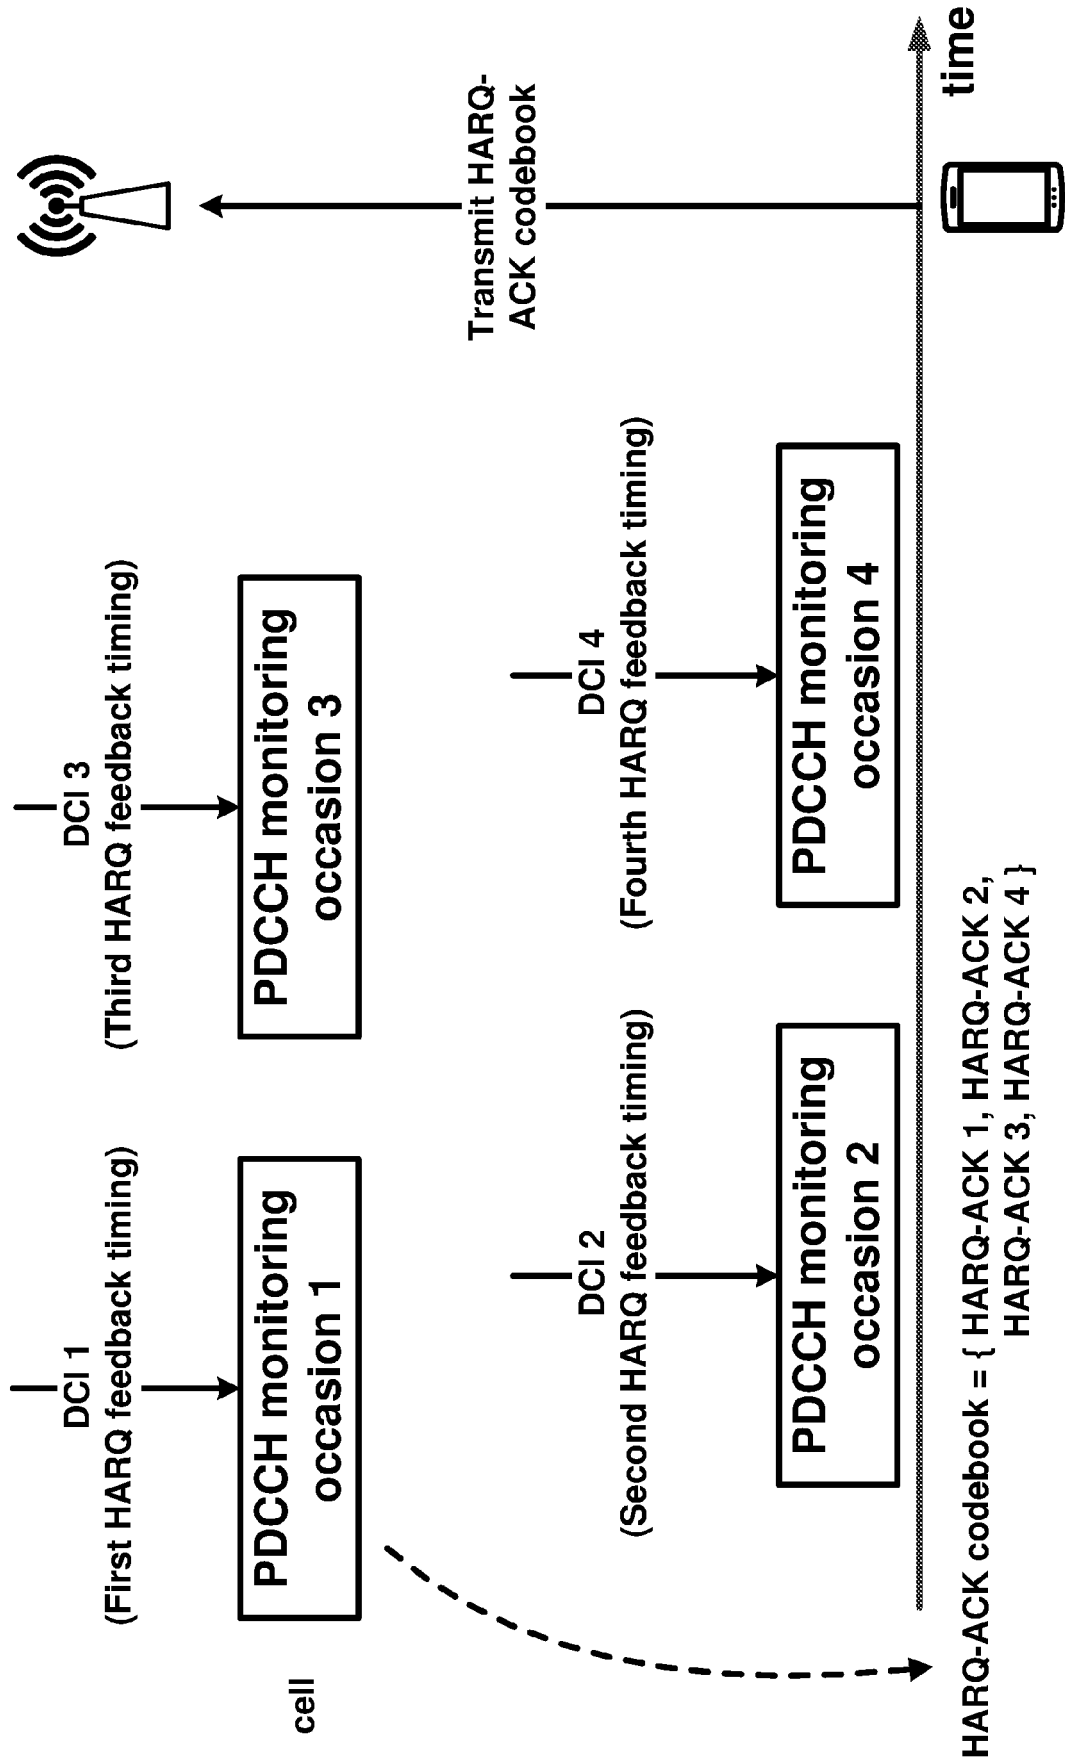 DCI 1
(First HARQ feedback timing)
PDCCH monitoring
occasion 1
cell
DCI 3
(Third HARQ feedback timing)
PDCCH monitoring
occasion 3
DCI 2
(Second HARQ feedback timing)
PDCCH monitoring
occasion 2
DCI 4
(Fourth HARQ feedback timing)
PDCCH monitoring
occasion 4
Transmit HARQ-
ACK codebook
time
HARQ-ACK codebook = { HARQ-ACK 1, HARQ-ACK 2,
HARQ-ACK 3, HARQ-ACK 4 }